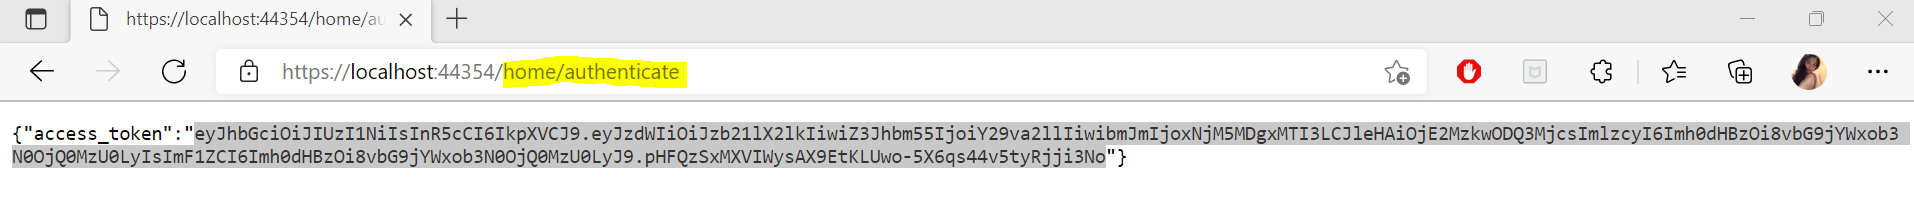 https://localhost:44354/home/au
https://localhost:44354/home/authenticate
{"access_token":"eyJhbGciOiJIUzI1NiIsInR5cCI6IkpXVCJ9.eyJzdWIiOiJzb21lX2lkIiwiZ3Jhbm55IjoiY29va2llIiwibmJmIjoxNjM5MDgxMTI3LCJleHAiOjE2MzkwODQ3MjcsImlzcyI6Imh0dHBzOi8vbG9jYWxob3
N0OjQ0MzU0LyIsImF1ZCI6Imh0dHBzOi8vbG9jYWxob3N0OjQ0MzU0LyJ9.pHFQzSxMXVIWysAX9EtKLUwo-5X6qs44v5tyRjji3No"}